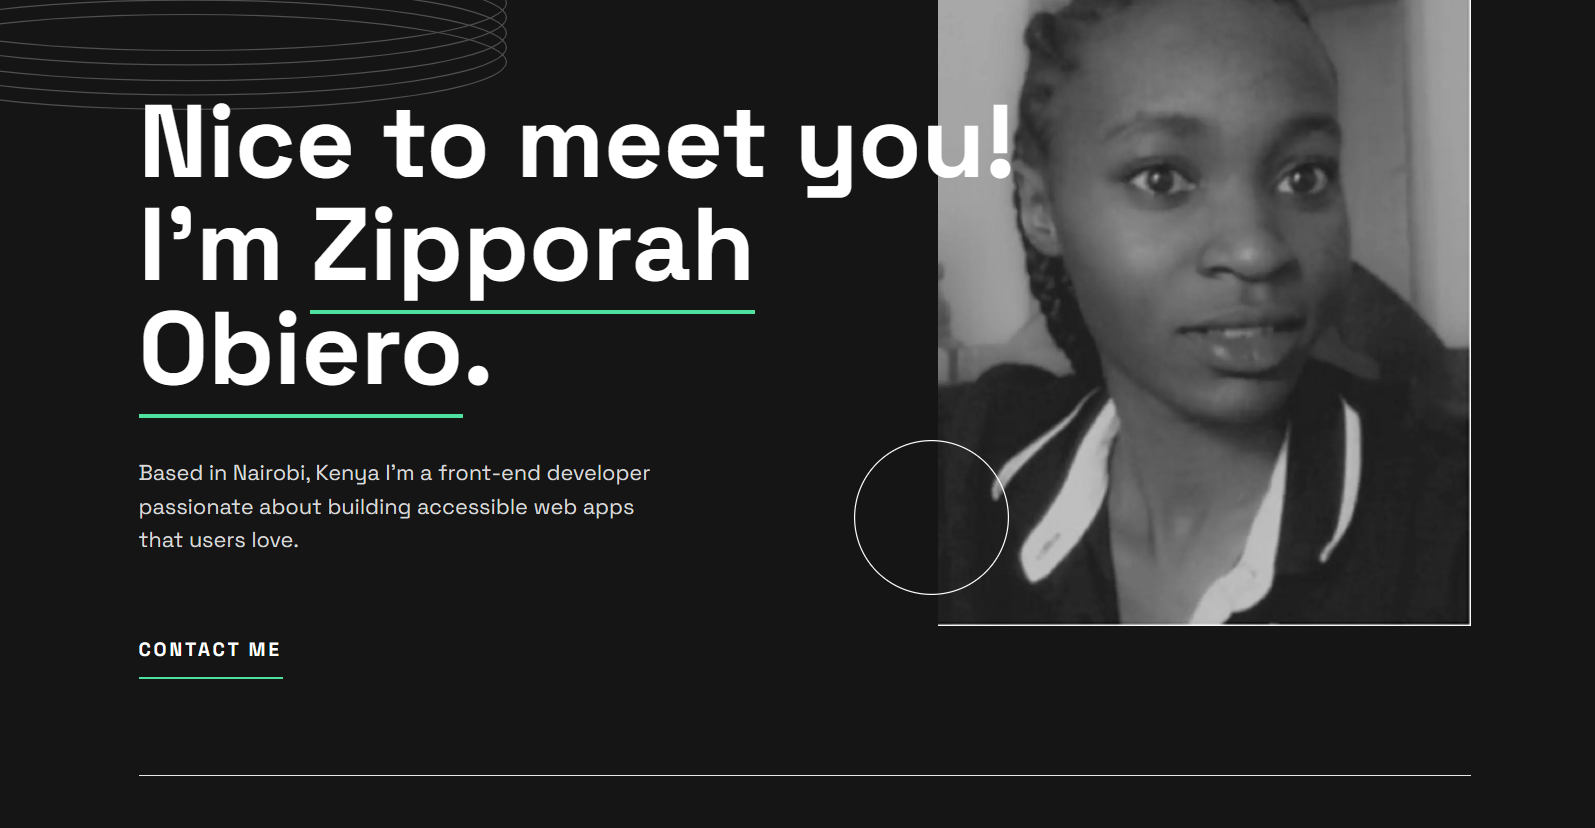 Nice to meet you!
I’m Zipporah
Obiero.
Based in Nairobi, Kenya I’m a front-end developer
passionate about building accessible web apps
that users love.
CONTACT ME